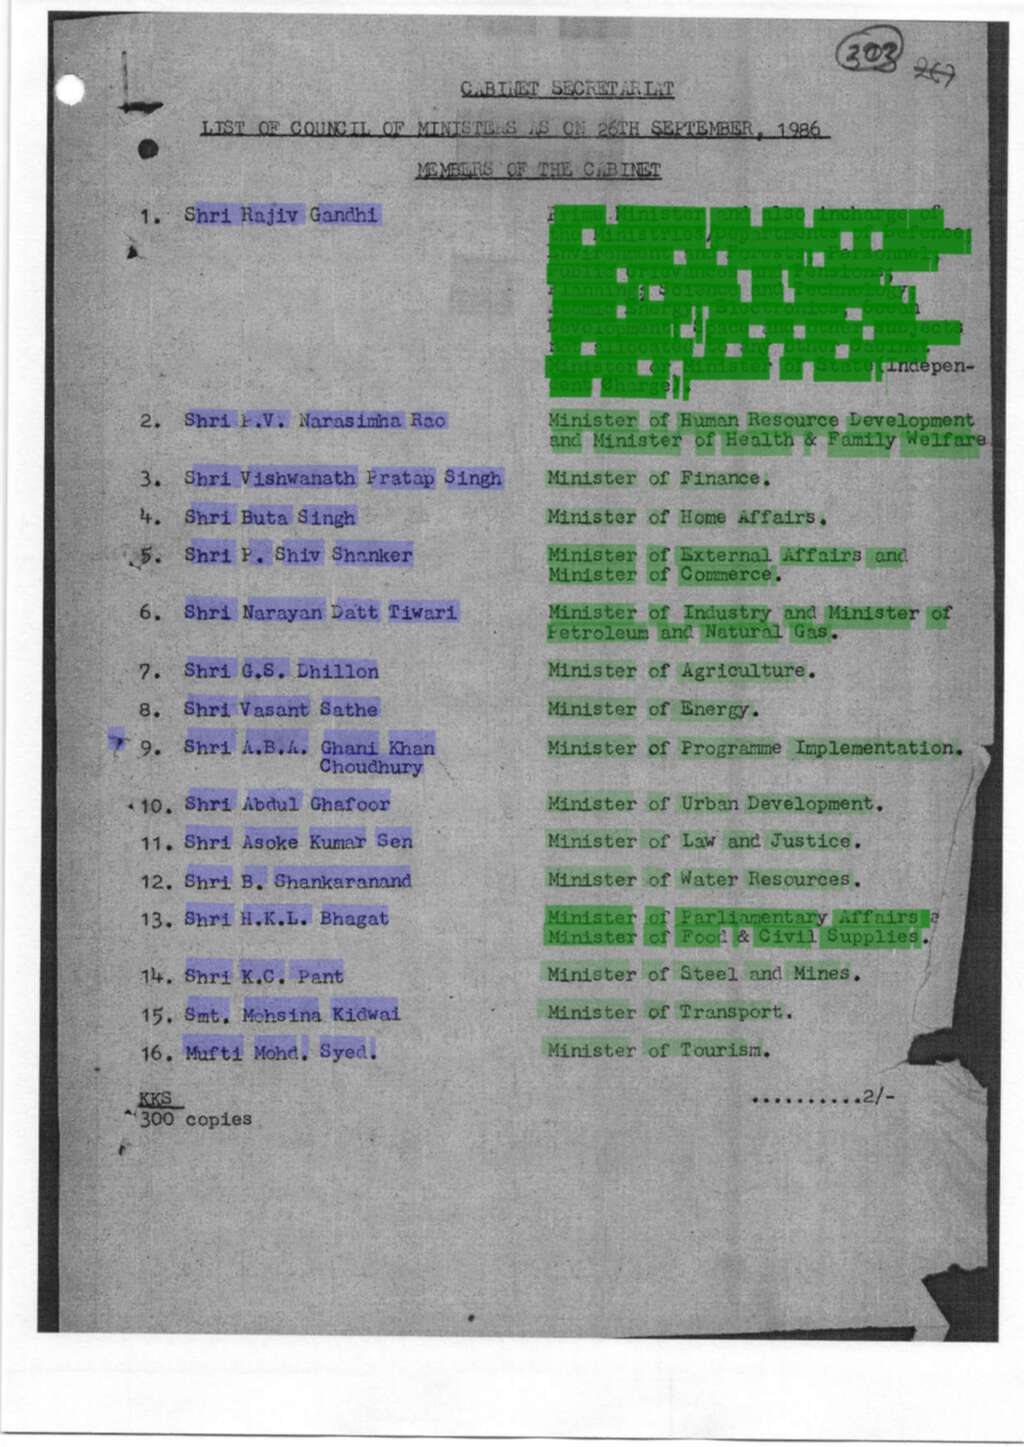 303 267
CABINET SECRETARIAT
LIST OF COUNCIL OF MINISTERS AS ON 26TH SEPTEMBER, 1986
MEMBERS OF THE CABINET
1. Shri Rajiv Gandhi Prime Minister and also incharge of
the Ministries/Departments of Defence,
Environment and Forests, Personnel,
Public Grievances and Pensions,
Planning, Science and Technology,
Atomic Energy, Electronics, Ocean
Development, Space and other subjects
not allocated to any other Cabinet
Minister or Minister of State(Indepen-
dent Charge).
2. Shri P.V. Narasimha Rao Minister of Human Resource Development
and Minister of Health & Family Welfare
3. Shri Vishwanath Pratap Singh Minister of Finance.
4. Shri Buta Singh Minister of Home Affairs.
5. Shri P. Shiv Shanker Minister of External Affairs and
Minister of Commerce.
6. Shri Narayan Datt Tiwari Minister of Industry and Minister of
Petroleum and Natural Gas.
7. Shri G.S. Dhillon Minister of Agriculture.
8. Shri Vasant Sathe Minister of Energy.
9. Shri A.B.A. Ghani Khan Minister of Programme Implementation.
Choudhury
10. Shri Abdul Ghafoor Minister of Urban Development.
11. Shri Asoke Kumar Sen Minister of Law and Justice.
12. Shri B. Shankaranand Minister of Water Resources.
13. Shri H.K.L. Bhagat Minister of Parliamentary Affairs
Minister of Food & Civil Supplies.
14. Shri K.C. Pant Minister of Steel and Mines.
15. Smt. Mohsina Kidwai Minister of Transport.
16. Mufti Mohd. Syed. Minister of Tourism.
KKS ..........2/-
300 copies